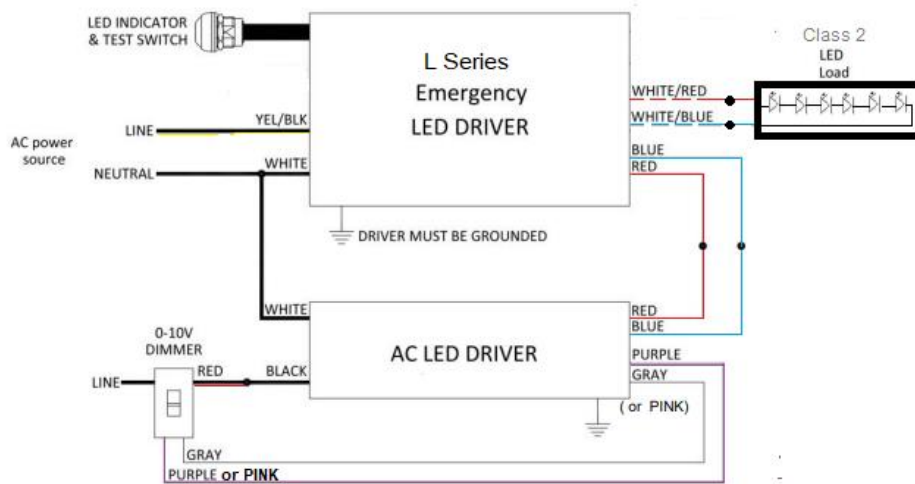 LED INDICATOR
& TEST SWITCH
L Series
Emergency
LED DRIVER
Class 2
LED
Load
WHITE/RED
WHITE/BLUE
BLUE
RED
AC power
source
LINE
YEL/BLK
NEUTRAL
WHITE
DRIVER MUST BE GROUNDED
WHITE
AC LED DRIVER
RED
BLUE
PURPLE
GRAY
( or PINK)
0-10V
DIMMER
LINE
RED
BLACK
GRAY
PURPLE or PINK